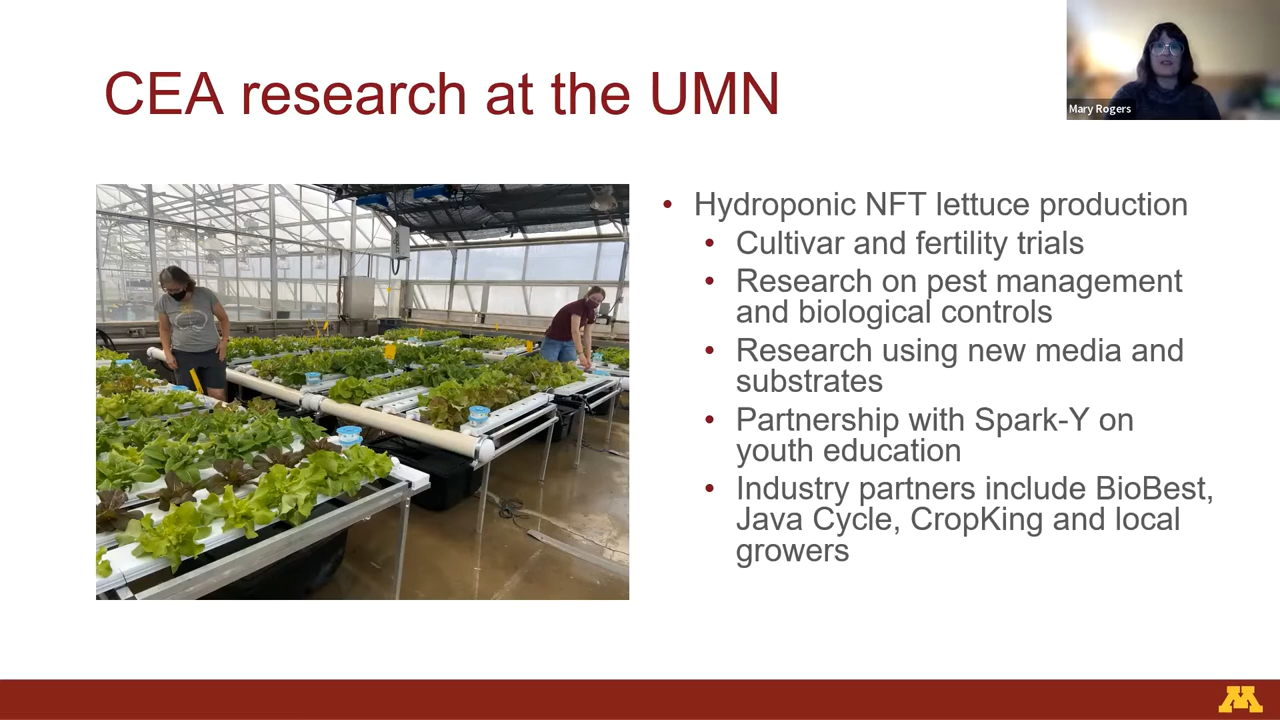 CEA research at the UMN
Mary Rogers
• Hydroponic NFT lettuce production
• Cultivar and fertility trials
• Research on pest management
and biological controls
• Research using new media and
substrates
• Partnership with Spark-Y on
youth education
• Industry partners include BioBest,
Java Cycle, CropKing and local
growers
M